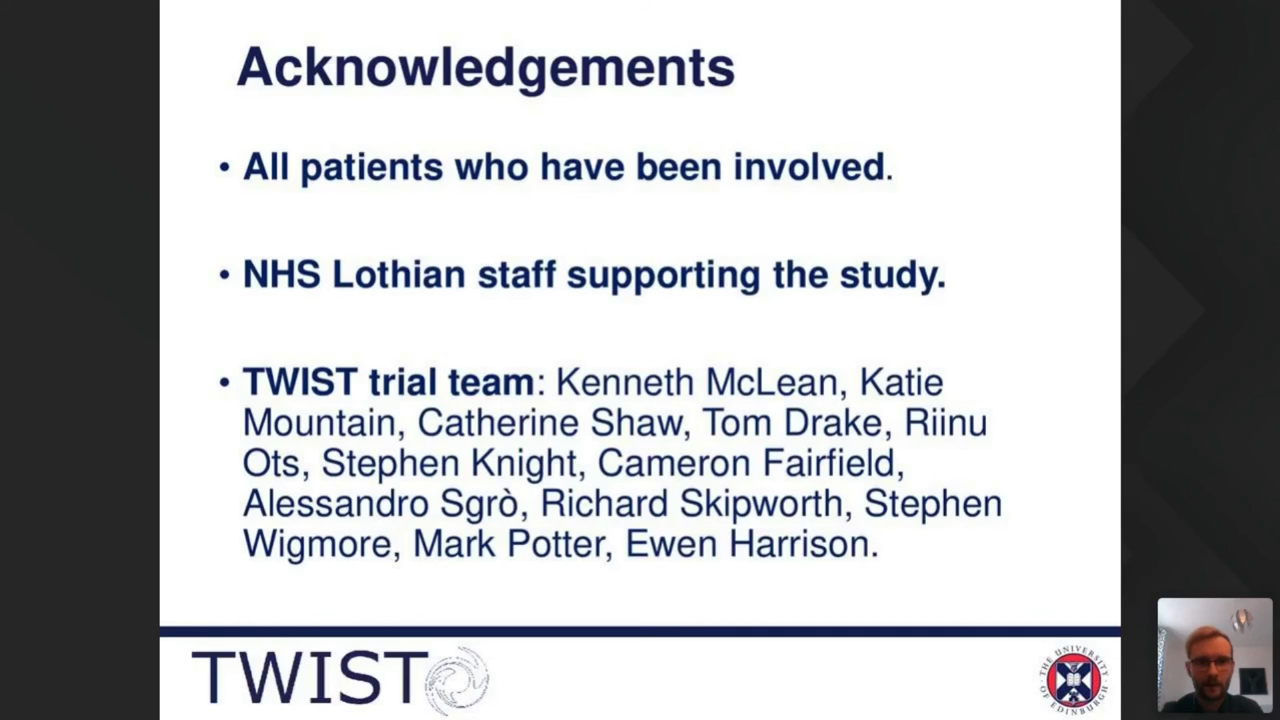 Acknowledgements
• All patients who have been involved.
• NHS Lothian staff supporting the study.
• TWIST trial team: Kenneth McLean, Katie
Mountain, Catherine Shaw, Tom Drake, Riinu
Ots, Stephen Knight, Cameron Fairfield,
Alessandro Sgrò, Richard Skipworth, Stephen
Wigmore, Mark Potter, Ewen Harrison.
TWIST
THE UNIVERSITY
OF EDINBURGH